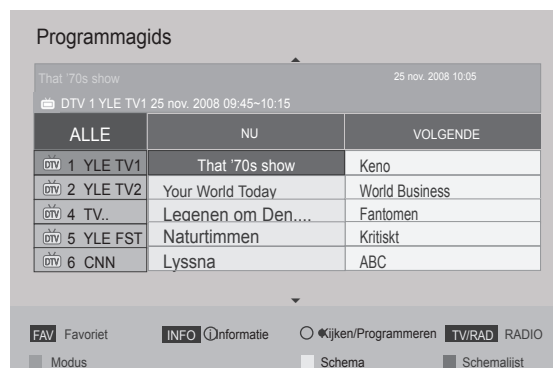 Programmagids
That '70s show 25 nov. 2008 10:05
DTV 1 YLE TV1 25 nov. 2008 09:45~10:15
ALLE NU VOLGENDE
DTV 1 YLE TV1 That '70s show Keno
DTV 2 YLE TV2 Your World Today World Business
DTV 4 TV.. Legenen om Den.... Fantomen
DTV 5 YLE FST Naturtimmen Kritiskt
DTV 6 CNN Lyssna ABC
FAV Favoriet INFO ⓘInformatie Kijken/Programmeren TV/RAD RADIO
Modus Schema Schemalijst